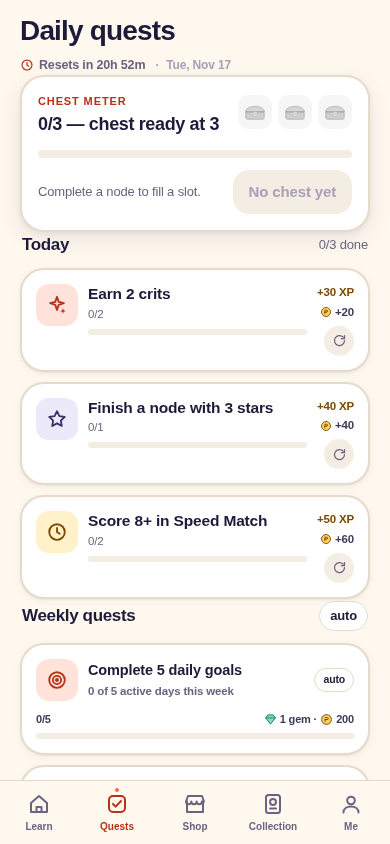 Daily quests
Resets in 20h 52m · Tue, Nov 17
CHEST METER
0/3 — chest ready at 3
Complete a node to fill a slot.
No chest yet
Today
0/3 done
Earn 2 crits
+30 XP
0/2
+20
Finish a node with 3 stars
+40 XP
0/1
+40
Score 8+ in Speed Match
+50 XP
0/2
+60
Weekly quests
auto
Complete 5 daily goals
0 of 5 active days this week
auto
0/5
1 gem · 200
Learn
Quests
Shop
Collection
Me